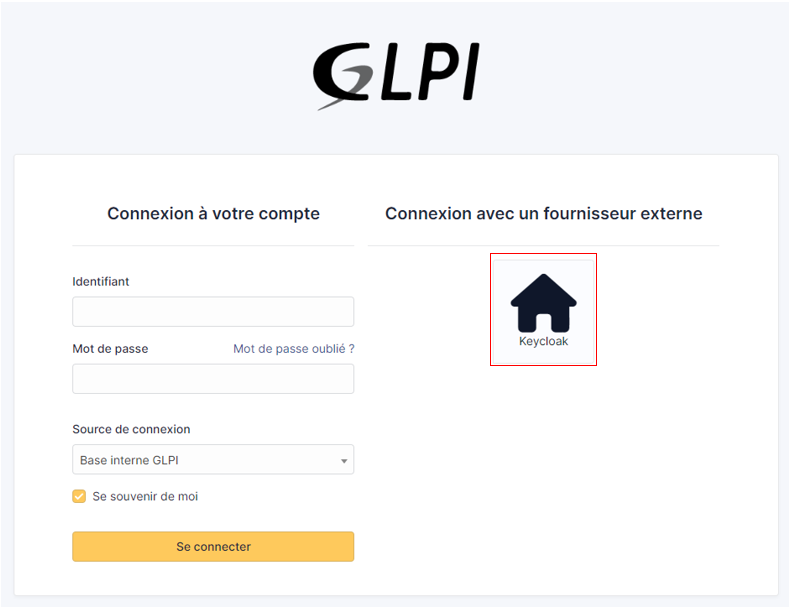 GLPI
Connexion à votre compte
Identifiant
Mot de passe Mot de passe oublié ?
Source de connexion
Base interne GLPI
Se souvenir de moi
Se connecter
Connexion avec un fournisseur externe
Keycloak